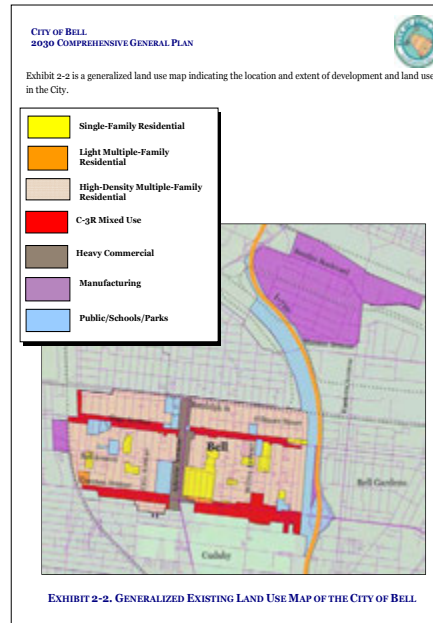 CITY OF BELL
2030 COMPREHENSIVE GENERAL PLAN
Exhibit 2-2 is a generalized land use map indicating the location and extent of development and land use
in the City.
Single-Family Residential
Light Multiple-Family
Residential
High-Density Multiple-Family
Residential
C-3R Mixed Use
Heavy Commercial
Manufacturing
Public/Schools/Parks
Bell
Bell Gardens
Cudahy
EXHIBIT 2-2. GENERALIZED EXISTING LAND USE MAP OF THE CITY OF BELL